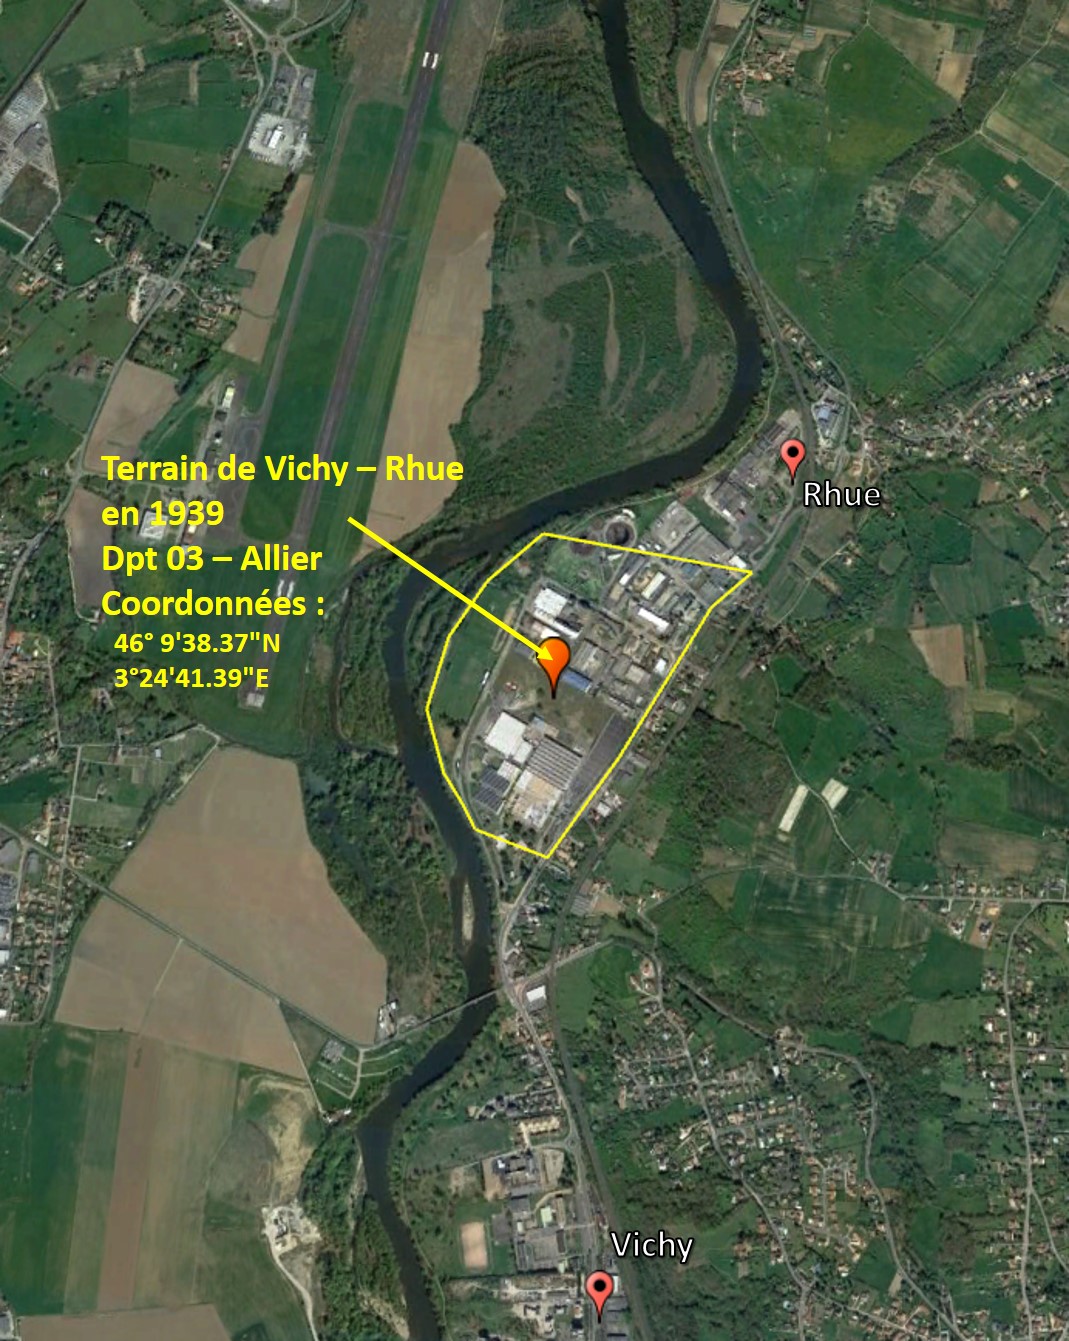 Terrain de Vichy – Rhue
en 1939
Dpt 03 – Allier
Coordonnées :
46° 9'38.37"N
3°24'41.39"E
Rhue
Vichy